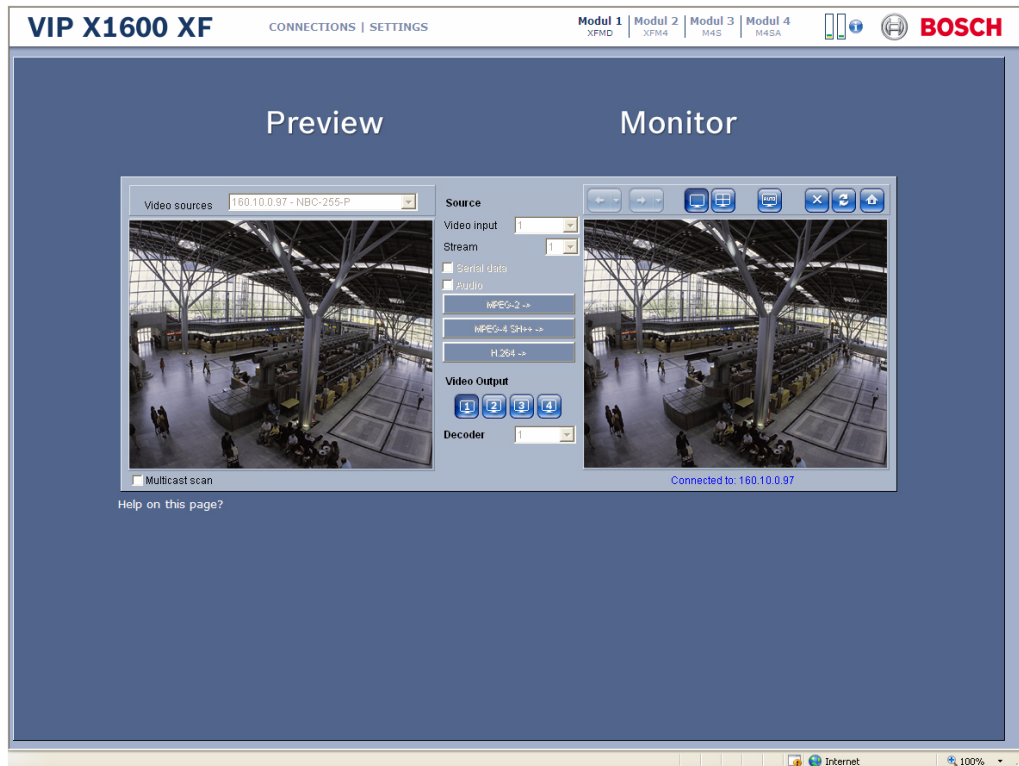 VIP X1600 XF
CONNECTIONS | SETTINGS
Modul 1 | Modul 2 | Modul 3 | Modul 4
XFMD XFM4 M4S M4SA
BOSCH
Preview
Monitor
Video sources 160.10.0.97 - NBC-255-P
Source
Video input 1
Stream 1
Serial data
Audio
MPEG-2 ->
MPEG-4 SH++ ->
H.264 ->
Video Output
1 2 3 4
Decoder 1
AUTO
Multicast scan
Connected to: 160.10.0.97
Help on this page?
Internet
100%